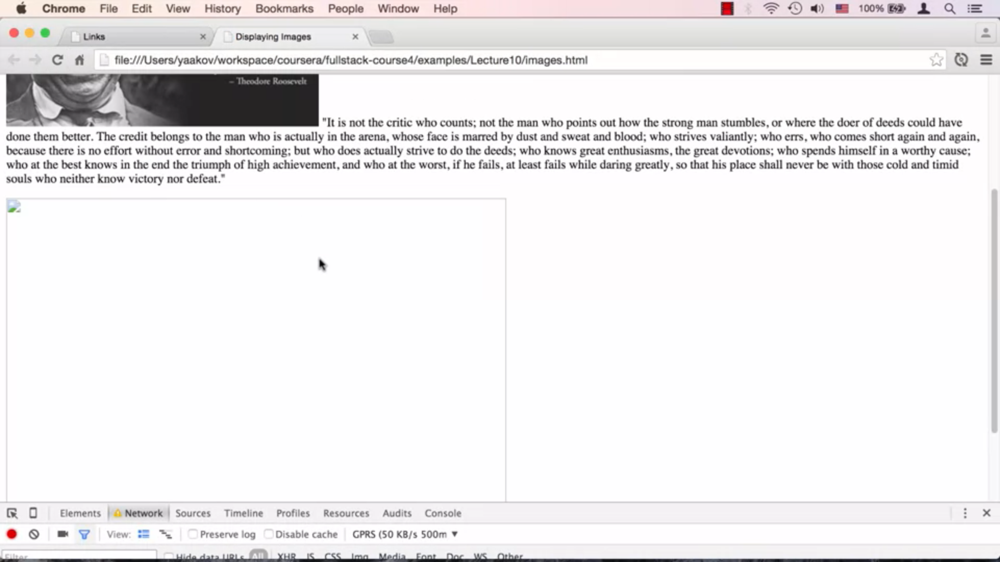 Chrome File Edit View History Bookmarks People Window Help 100%
Links Displaying Images
file:///Users/yaakov/workspace/coursera/fullstack-course4/examples/Lecture10/images.html
– Theodore Roosevelt
"It is not the critic who counts; not the man who points out how the strong man stumbles, or where the doer of deeds could have
done them better. The credit belongs to the man who is actually in the arena, whose face is marred by dust and sweat and blood; who strives valiantly; who errs, who comes short again and again,
because there is no effort without error and shortcoming; but who does actually strive to do the deeds; who knows great enthusiasms, the great devotions; who spends himself in a worthy cause;
who at the best knows in the end the triumph of high achievement, and who at the worst, if he fails, at least fails while daring greatly, so that his place shall never be with those cold and timid
souls who neither know victory nor defeat."
Elements Network Sources Timeline Profiles Resources Audits Console
View: Preserve log Disable cache GPRS (50 KB/s 500m
Filter Hide data URLs All XHR JS CSS Img Media Font Doc WS Other